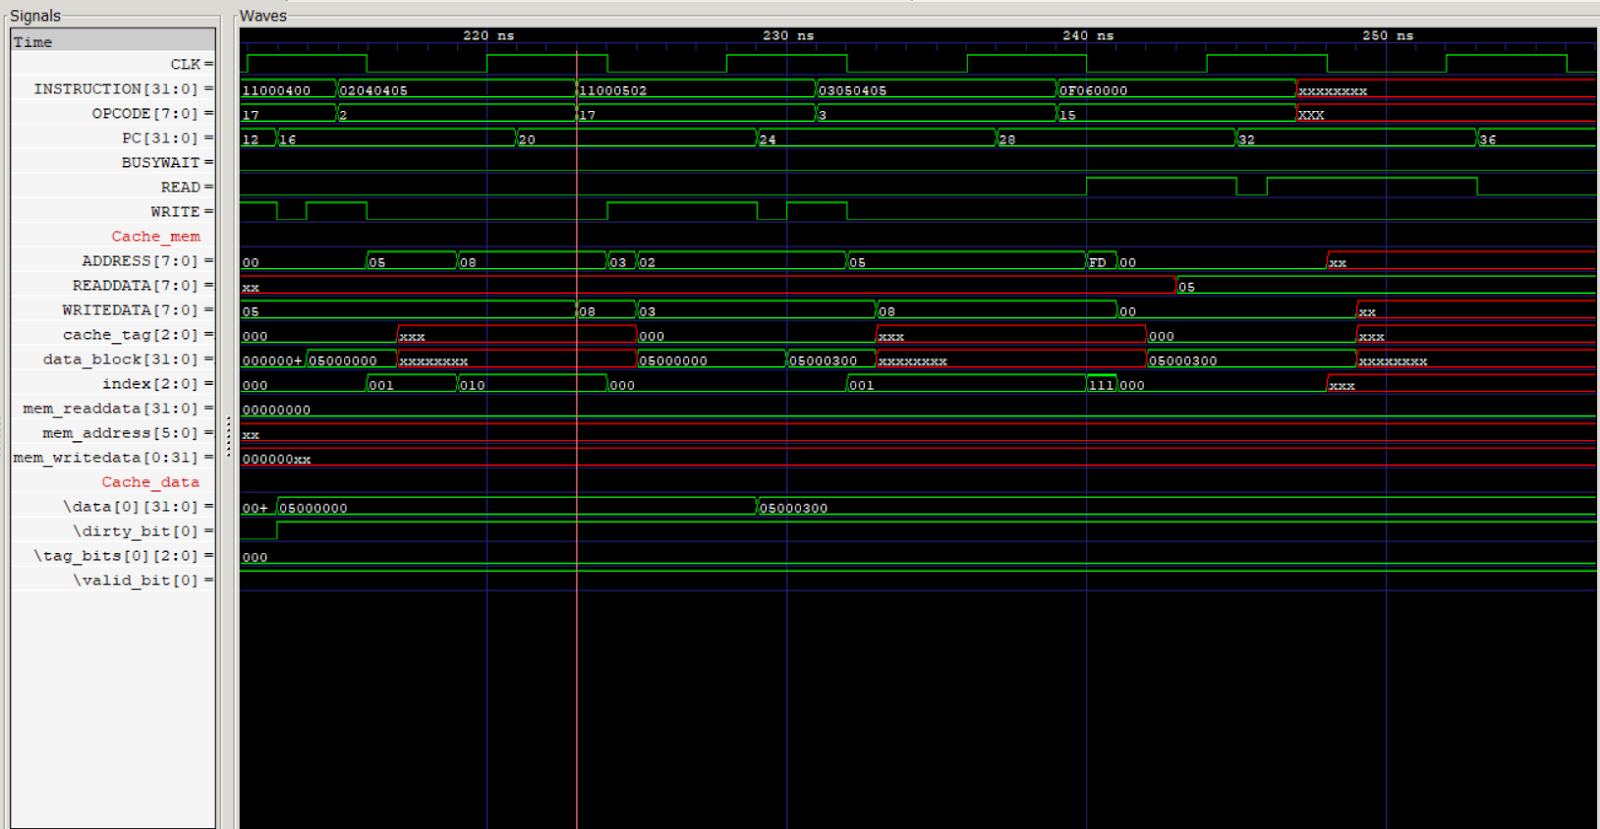 Signals Waves
Time 220 ns 230 ns 240 ns 250 ns
CLK =
INSTRUCTION[31:0] = 11000400 02040405 11000502 03050405 0F060000 xxxxxxxx
OPCODE[7:0] = 17 2 17 3 15 XXX
PC[31:0] = 12 16 20 24 28 32 36
BUSYWAIT =
READ =
WRITE =
Cache_mem
ADDRESS[7:0] = 00 05 08 03 02 05 FD 00 xx
READDATA[7:0] = xx 05
WRITEDATA[7:0] = 05 08 03 08 00 xx
cache_tag[2:0] = 000 xxx 000 xxx 000 xxx
data_block[31:0] = 000000+ 05000000 xxxxxxxx 05000000 05000300 xxxxxxxx 05000300 xxxxxxxx
index[2:0] = 000 001 010 000 001 111 000 xxx
mem_readdata[31:0] = 00000000
mem_address[5:0] = xx
mem_writedata[0:31] = 000000xx
Cache_data
\data[0][31:0] = 00+ 05000000 05000300
\dirty_bit[0] =
\tag_bits[0][2:0] = 000
\valid_bit[0] =